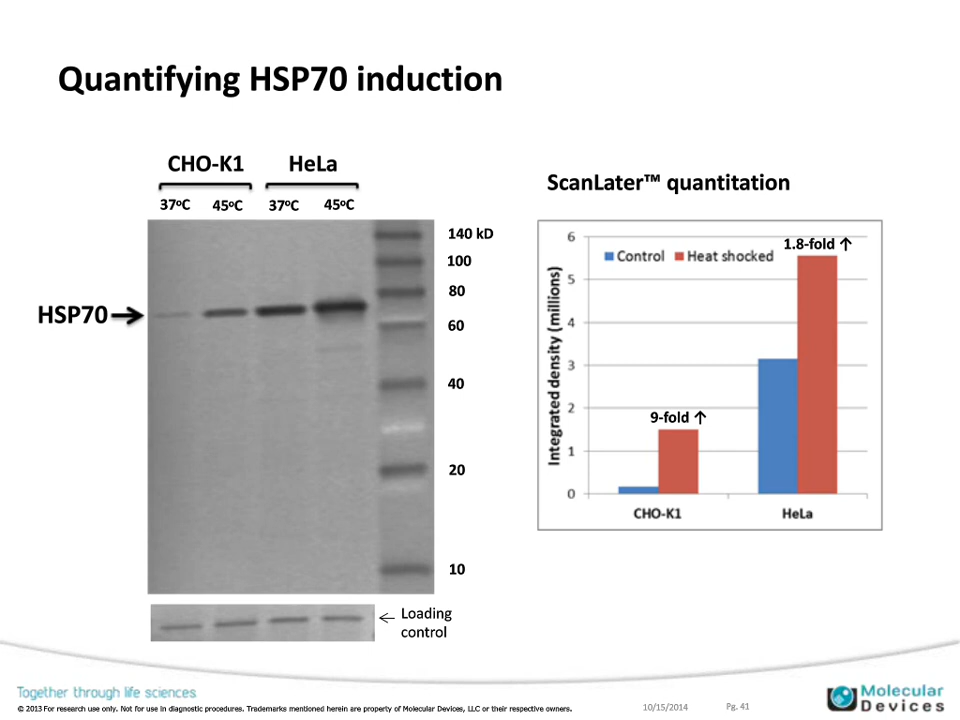 Quantifying HSP70 induction
CHO-K1 HeLa
37ºC 45ºC 37ºC 45ºC
HSP70
140 kD
100
80
60
40
20
10
Loading
control
ScanLater™ quantitation
Integrated density (millions)
6
5
4
3
2
1
0
Control Heat shocked
1.8-fold ↑
9-fold ↑
CHO-K1 HeLa
Together through life sciences
© 2013 For research use only. Not for use in diagnostic procedures. Trademarks mentioned herein are property of Molecular Devices, LLC or their respective owners.
10/15/2014 Pg. 41
Molecular
Devices